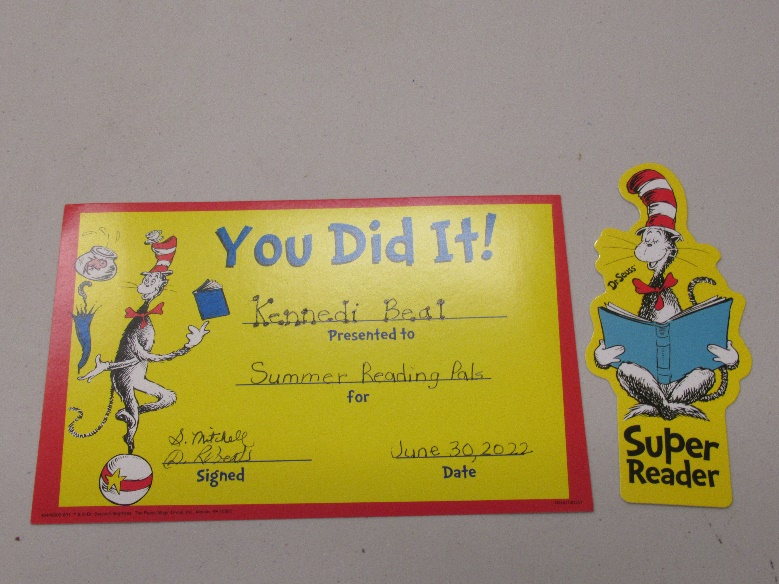 You Did It!
Kennedi Beal
Presented to
Summer Reading Pals
for
S. Mitchell
Signed
June 30, 2022
Date
Dr. Seuss
Super
Reader